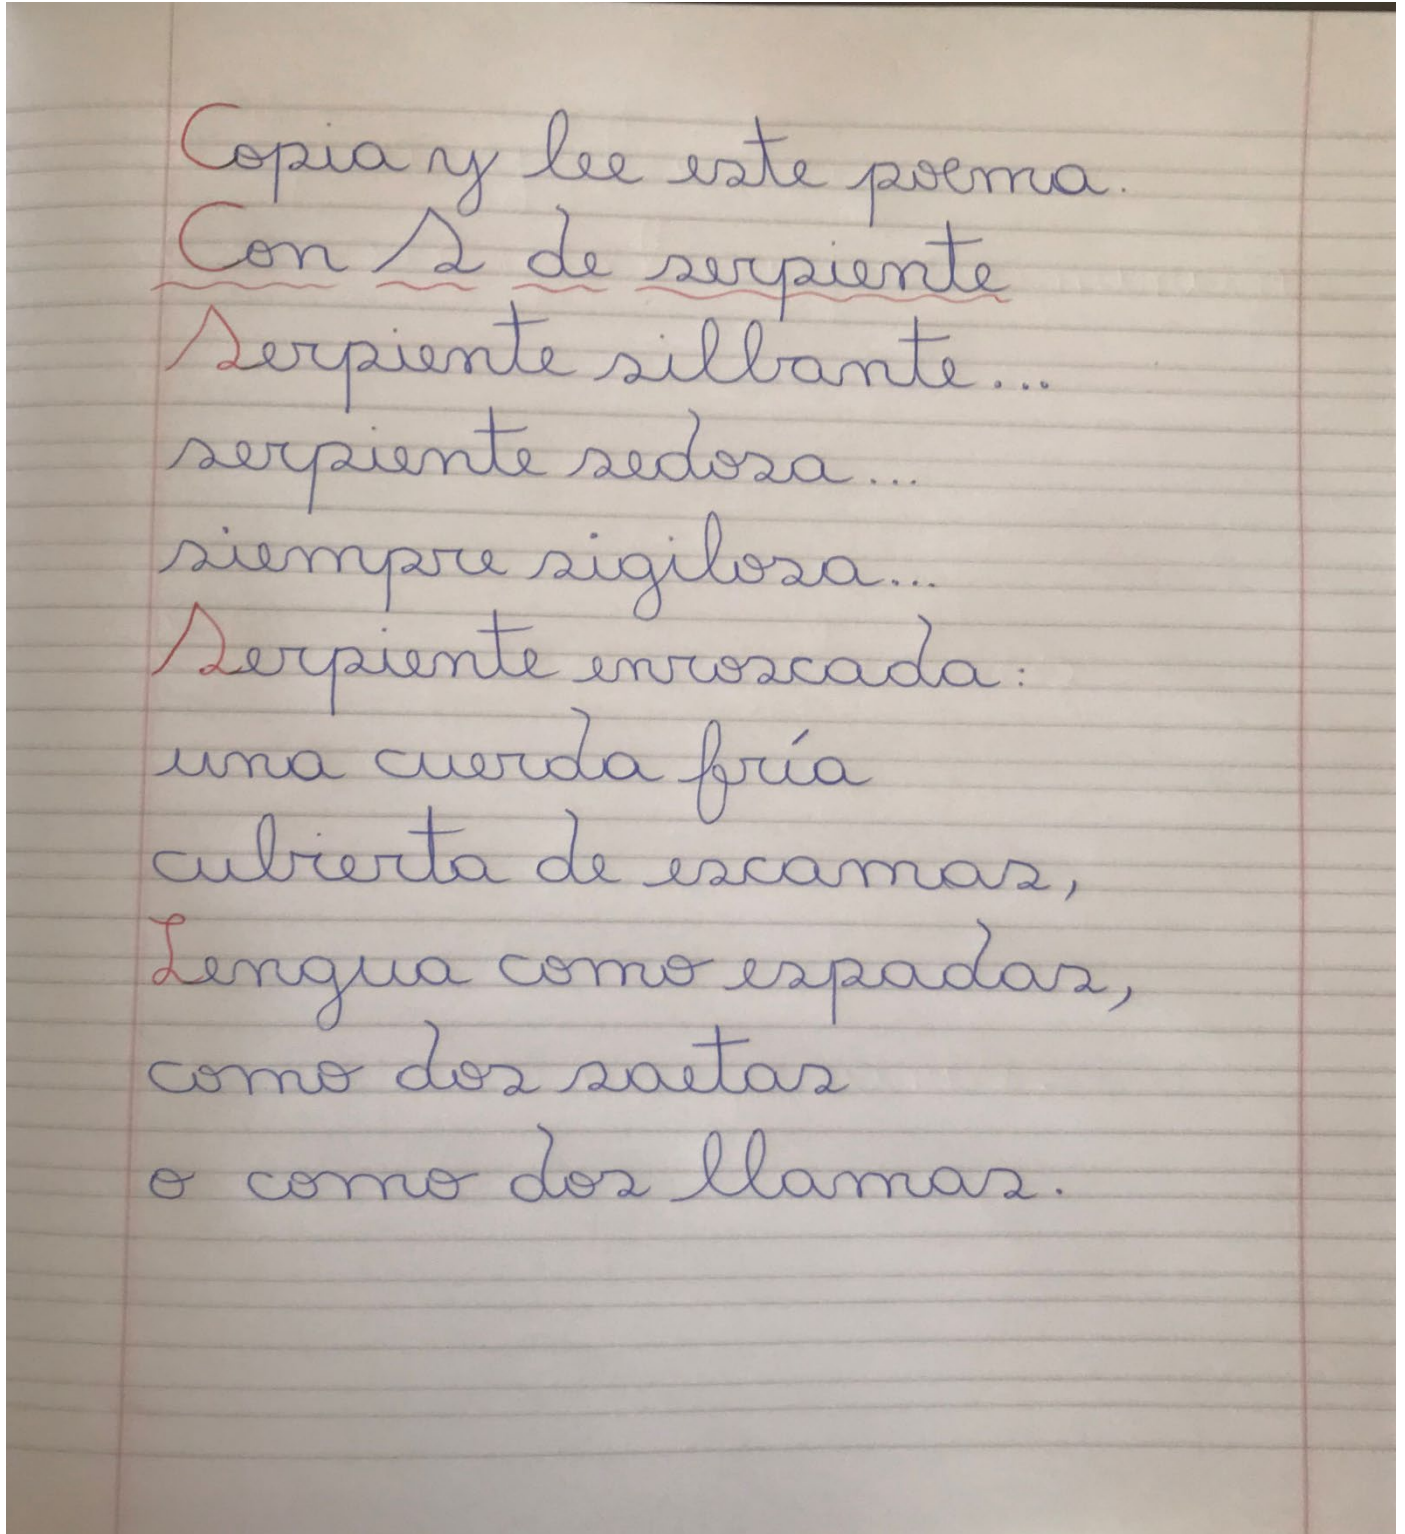 Copia y lee este poema.
Con S de serpiente
Serpiente silbante...
serpiente sedosa...
siempre sigilosa...
Serpiente enroscada:
una cuerda fría
cubierta de escamas,
Lengua como espadas,
como dos saetas
o como dos llamas.